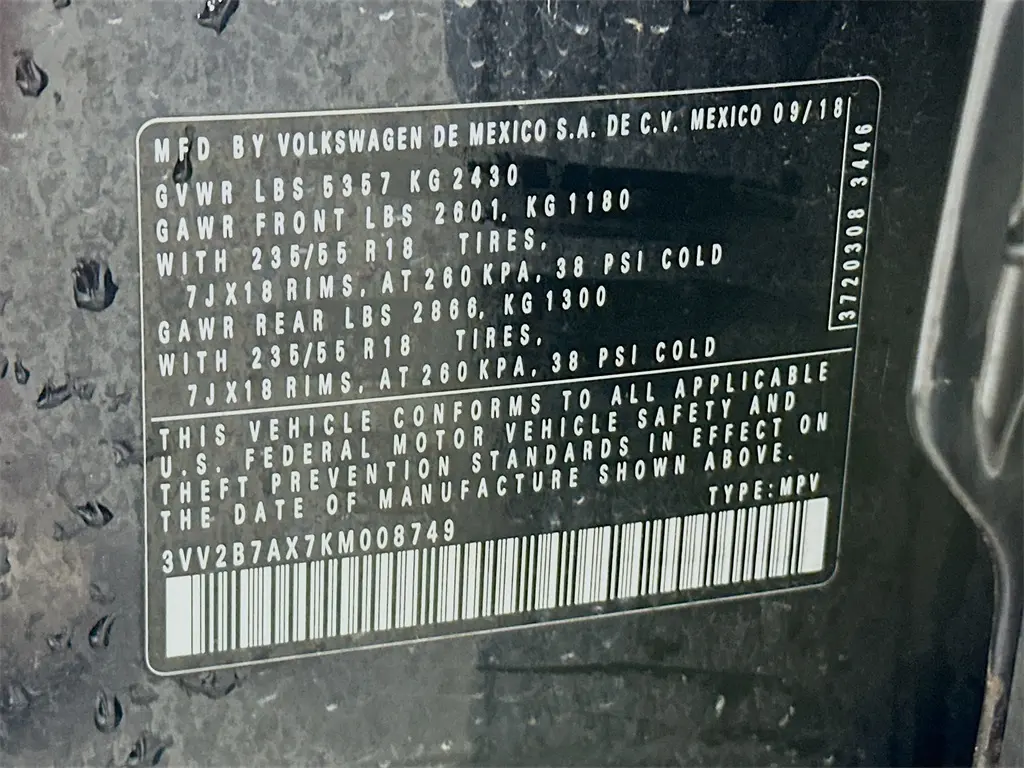 MFD BY VOLKSWAGEN DE MEXICO S.A. DE C.V. MEXICO 09/18
GVWR LBS 5357 KG 2430
GAWR FRONT LBS 2601, KG 1180
WITH 235/55 R18 TIRES,
7JX18 RIMS, AT 260 KPA, 38 PSI COLD
GAWR REAR LBS 2866, KG 1300
WITH 235/55 R18 TIRES,
7JX18 RIMS, AT 260 KPA, 38 PSI COLD
3720308 3446
THIS VEHICLE CONFORMS TO ALL APPLICABLE
U.S. FEDERAL MOTOR VEHICLE SAFETY AND
THEFT PREVENTION STANDARDS IN EFFECT ON
THE DATE OF MANUFACTURE SHOWN ABOVE.
TYPE: MPV
3VV2B7AX7KM008749